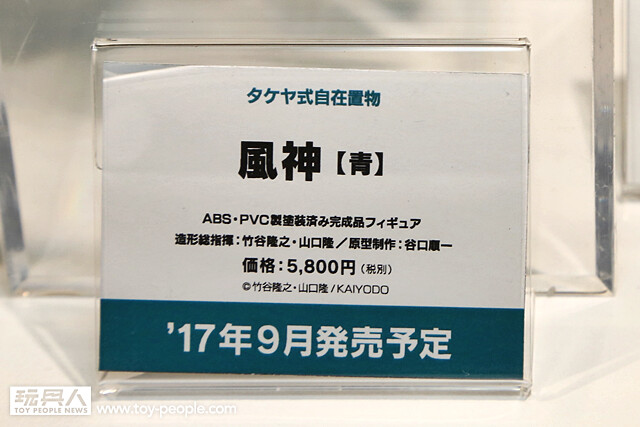 タケヤ式自在置物
風神【青】
ABS・PVC製塗装済み完成品フィギュア
造形総指揮：竹谷隆之・山口隆／原型制作：谷口順一
価格：5,800円（税別）
©竹谷隆之・山口隆/KAIYODO
’17年9月発売予定
玩具人
TOY PEOPLE NEWS
www.toy-people.com